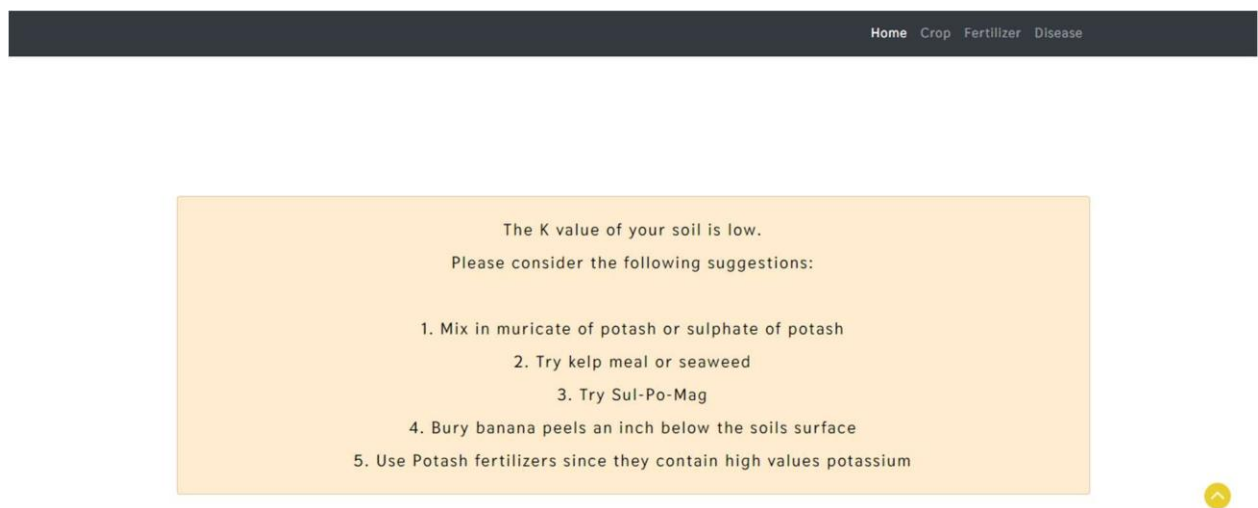 Home Crop Fertilizer Disease
The K value of your soil is low.
Please consider the following suggestions:
1. Mix in muricate of potash or sulphate of potash
2. Try kelp meal or seaweed
3. Try Sul-Po-Mag
4. Bury banana peels an inch below the soils surface
5. Use Potash fertilizers since they contain high values potassium